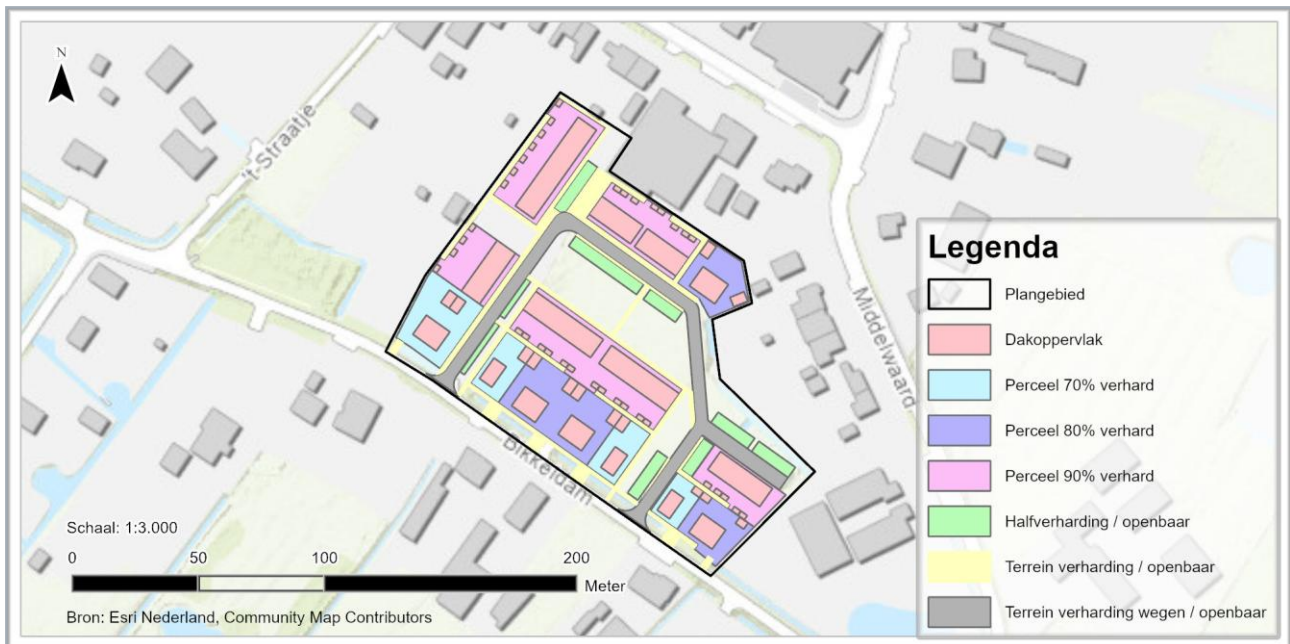 N
't-Straatje
Middelwaard
Bikkeldam
Legenda
Plangebied
Dakoppervlak
Perceel 70% verhard
Perceel 80% verhard
Perceel 90% verhard
Halfverharding / openbaar
Terrein verharding / openbaar
Terrein verharding wegen / openbaar
Schaal: 1:3.000
0 50 100 200
Meter
Bron: Esri Nederland, Community Map Contributors